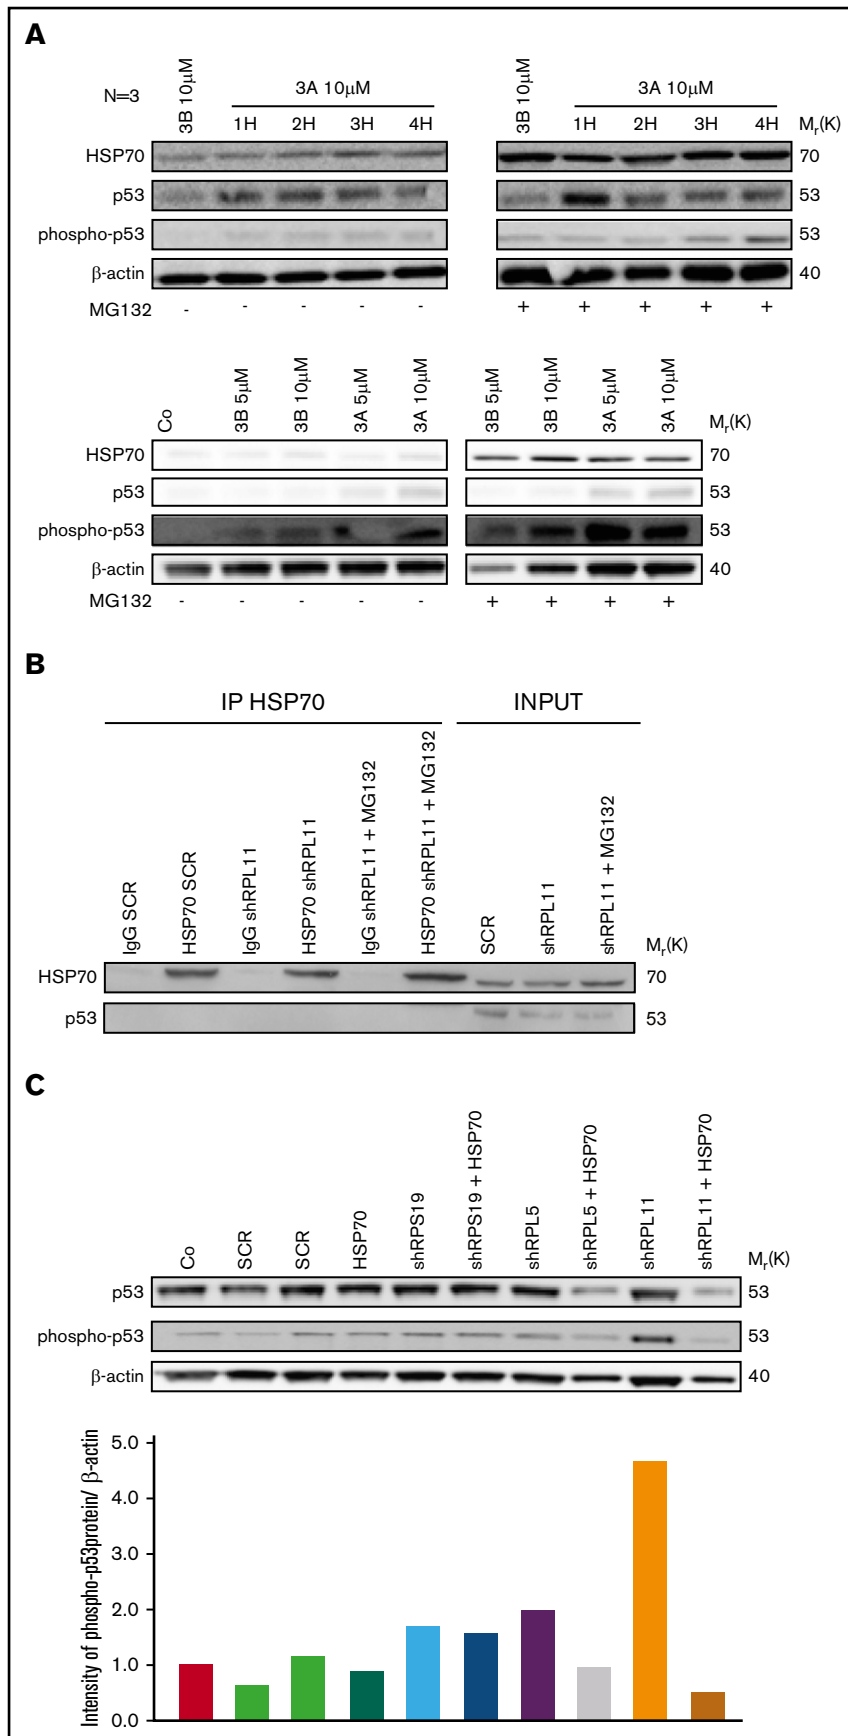 A
N=3
3B 10μM
3A 10μM
1H 2H 3H 4H
3B 10μM
3A 10μM
1H 2H 3H 4H
Mr(K)
HSP70
70
p53
53
phospho-p53
53
β-actin
40
MG132
- - - - -
+ + + + +
Co
3B 5μM
3B 10μM
3A 5μM
3A 10μM
3B 5μM
3B 10μM
3A 5μM
3A 10μM
Mr(K)
HSP70
70
p53
53
phospho-p53
53
β-actin
40
MG132
- - - - -
+ + + +
B
IP HSP70
INPUT
IgG SCR
HSP70 SCR
IgG shRPL11
HSP70 shRPL11
IgG shRPL11 + MG132
HSP70 shRPL11 + MG132
SCR
shRPL11
shRPL11 + MG132
Mr(K)
HSP70
70
p53
53
C
Co
SCR
SCR
HSP70
shRPS19
shRPS19 + HSP70
shRPL5
shRPL5 + HSP70
shRPL11
shRPL11 + HSP70
Mr(K)
p53
53
phospho-p53
53
β-actin
40
Intensity of phospho-p53protein/ β-actin
5.0
4.0
3.0
2.0
1.0
0.0